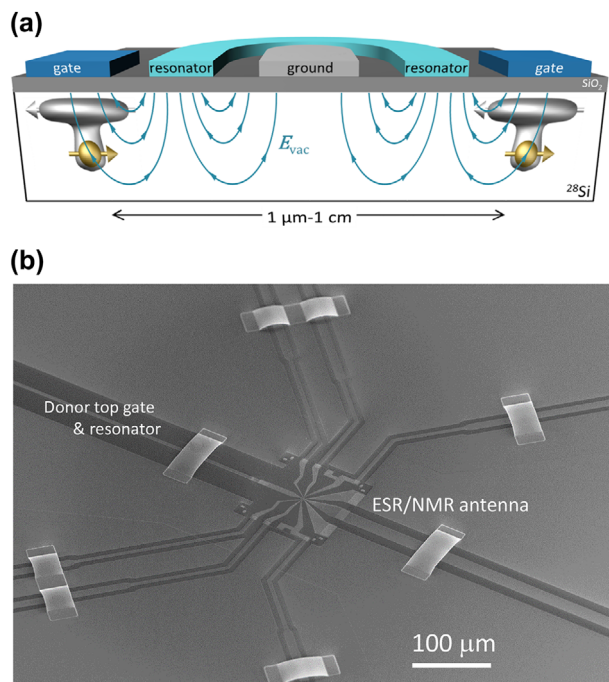 (a)
gate resonator ground resonator gate
SiO₂
Evac
²⁸Si
1 μm-1 cm
(b)
Donor top gate
& resonator
ESR/NMR antenna
100 μm